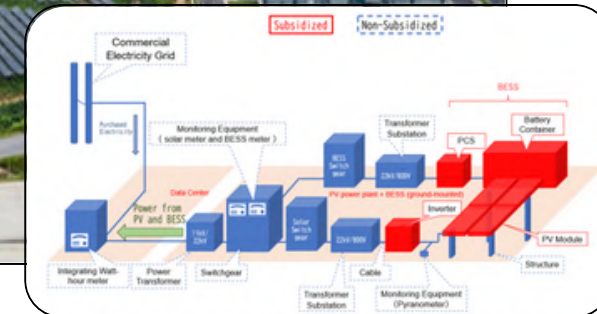 Subsidized
Non-Subsidized
Commercial
Electricity Grid
Purchased
Electricity
Monitoring Equipment
( solar meter and BESS meter )
Transformer
Substation
BESS
PCS
Battery
Container
BESS
Switch
gear
22kV/800V
PV power plant + BESS (ground-mounted)
Data Center
Power from
PV and BESS
Inverter
Solar
Switch
gear
22kV/800V
PV Module
Integrating Watt-
hour meter
Power
Transformer
Switchgear
Cable
Transformer
Substation
Monitoring Equipment
(Pyranometer)
Structure